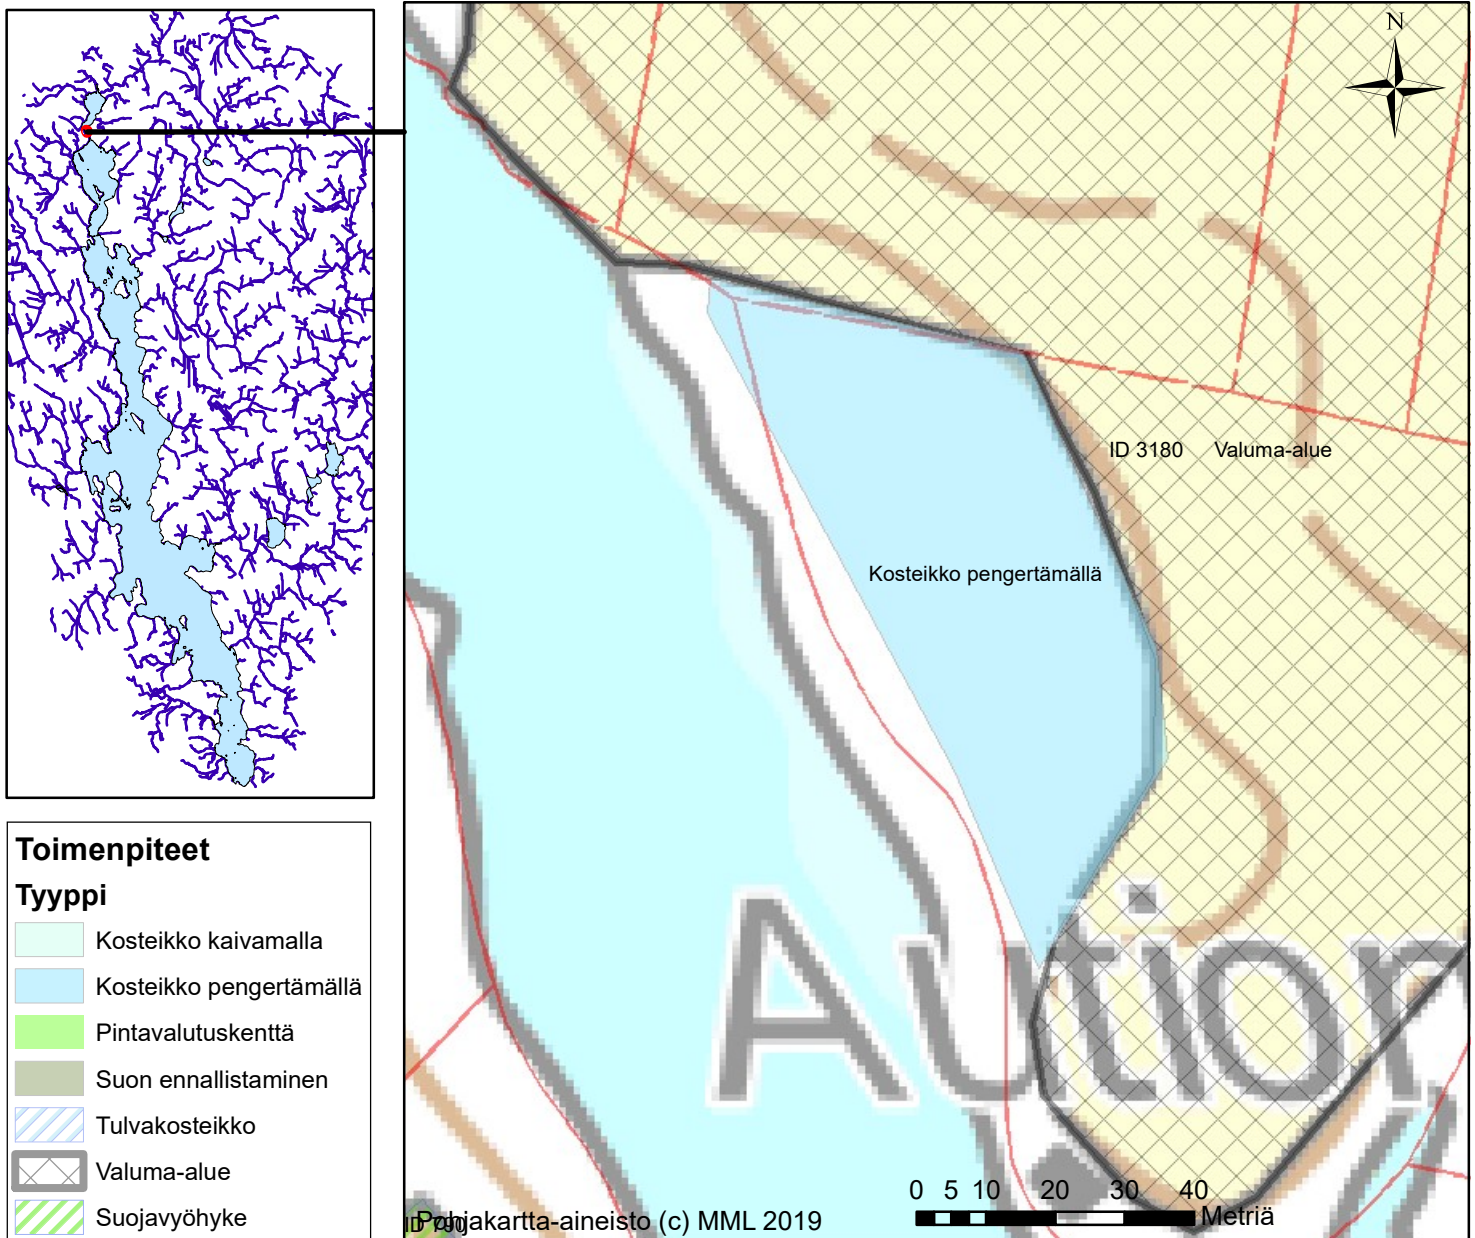 N
ID 3180 Valuma-alue
Kosteikko pengertämällä
Autior
Toimenpiteet
Tyyppi
Kosteikko kaivamalla
Kosteikko pengertämällä
Pintavalutuskenttä
Suon ennallistaminen
Tulvakosteikko
Valuma-alue
Suojavyöhyke
0 5 10 20 30 40
Metriä
Pohjakartta-aineisto (c) MML 2019